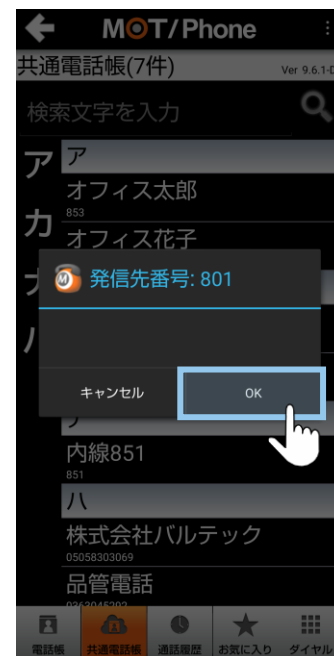 MOT/Phone
共通電話帳(7件)
Ver 9.6.1-D
検索文字を入力
ア
ア
オフィス太郎
853
カ
オフィス花子
発信先番号: 801
キャンセル
OK
内線851
851
ハ
株式会社バルテック
05058303069
品管電話
電話帳
共通電話帳
通話履歴
お気に入り
ダイヤル